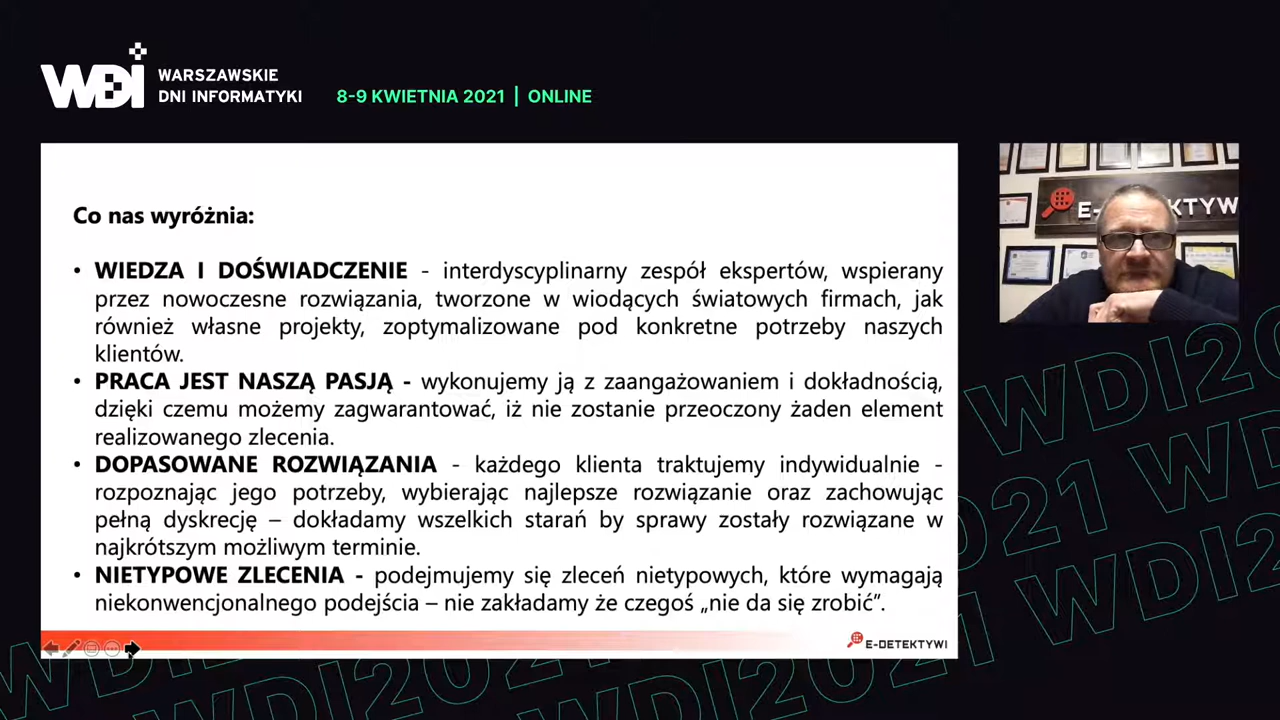 WDI
WARSZAWSKIE
DNI INFORMATYKI
8-9 KWIETNIA 2021 | ONLINE
Co nas wyróżnia:
• WIEDZA I DOŚWIADCZENIE - interdyscyplinarny zespół ekspertów, wspierany
przez nowoczesne rozwiązania, tworzone w wiodących światowych firmach, jak
również własne projekty, zoptymalizowane pod konkretne potrzeby naszych
klientów.
• PRACA JEST NASZĄ PASJĄ - wykonujemy ją z zaangażowaniem i dokładnością,
dzięki czemu możemy zagwarantować, iż nie zostanie przeoczony żaden element
realizowanego zlecenia.
• DOPASOWANE ROZWIĄZANIA - każdego klienta traktujemy indywidualnie -
rozpoznając jego potrzeby, wybierając najlepsze rozwiązanie oraz zachowując
pełną dyskrecję – dokładamy wszelkich starań by sprawy zostały rozwiązane w
najkrótszym możliwym terminie.
• NIETYPOWE ZLECENIA - podejmujemy się zleceń nietypowych, które wymagają
niekonwencjonalnego podejścia – nie zakładamy że czegoś „nie da się zrobić”.
E-DETEKTYWI
E- KTYW
WDI2021
WDI2021
WDI2021